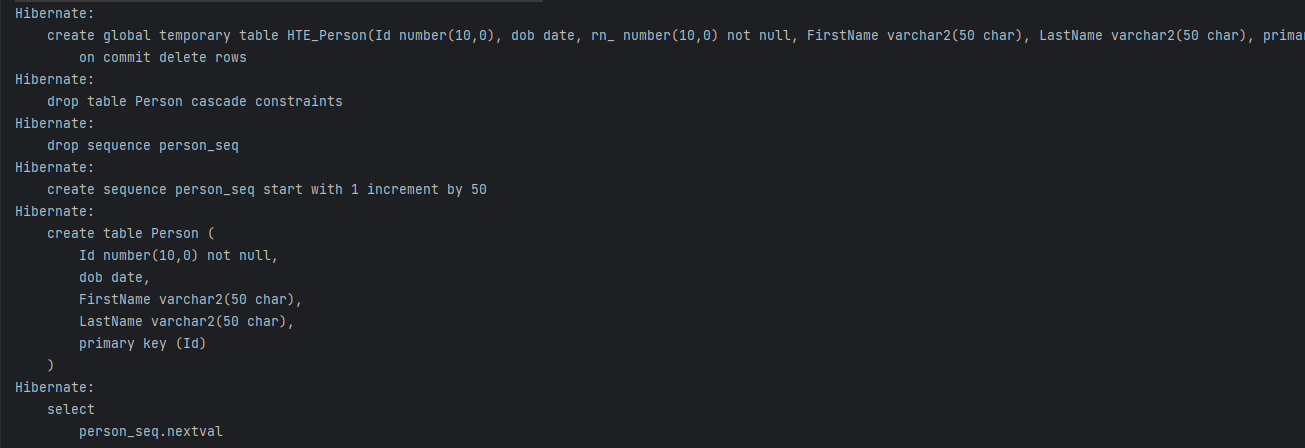 Hibernate:
create global temporary table HTE_Person(Id number(10,0), dob date, rn_ number(10,0) not null, FirstName varchar2(50 char), LastName varchar2(50 char),
on commit delete rows
Hibernate:
drop table Person cascade constraints
Hibernate:
drop sequence person_seq
Hibernate:
create sequence person_seq start with 1 increment by 50
Hibernate:
create table Person (
Id number(10,0) not null,
dob date,
FirstName varchar2(50 char),
LastName varchar2(50 char),
primary key (Id)
)
Hibernate:
select
person_seq.nextval